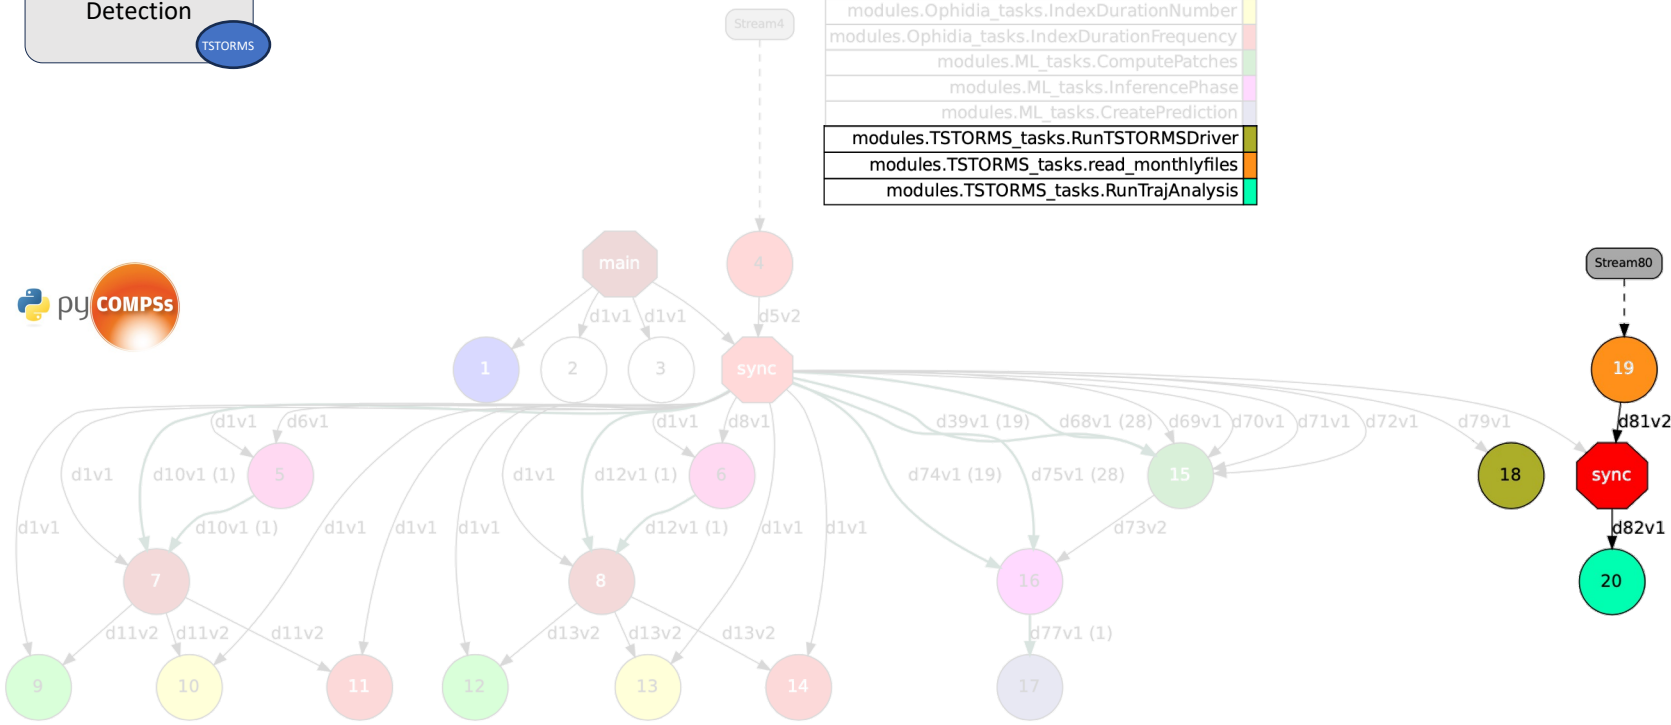 Detection
TSTORMS
Stream4
modules.Ophidia_tasks.IndexDurationNumber
modules.Ophidia_tasks.IndexDurationFrequency
modules.ML_tasks.ComputePatches
modules.ML_tasks.InferencePhase
modules.ML_tasks.CreatePrediction
modules.TSTORMS_tasks.RunTSTORMSDriver
modules.TSTORMS_tasks.read_monthlyfiles
modules.TSTORMS_tasks.RunTrajAnalysis
main
4
Stream80
py COMPSs
d1v1
d1v1
d5v2
1
2
3
sync
19
d1v1
d6v1
d1v1
d8v1
d39v1 (19)
d68v1 (28)
d69v1
d70v1
d71v1
d72v1
d79v1
d81v2
d1v1
d10v1 (1)
5
d1v1
d12v1 (1)
6
d74v1 (19)
d75v1 (28)
15
18
sync
d1v1
d10v1 (1)
d1v1
d1v1
d1v1
d12v1 (1)
d1v1
d1v1
d73v2
d82v1
7
8
16
20
d11v2
d11v2
d11v2
d13v2
d13v2
d13v2
d77v1 (1)
9
10
11
12
13
14
17